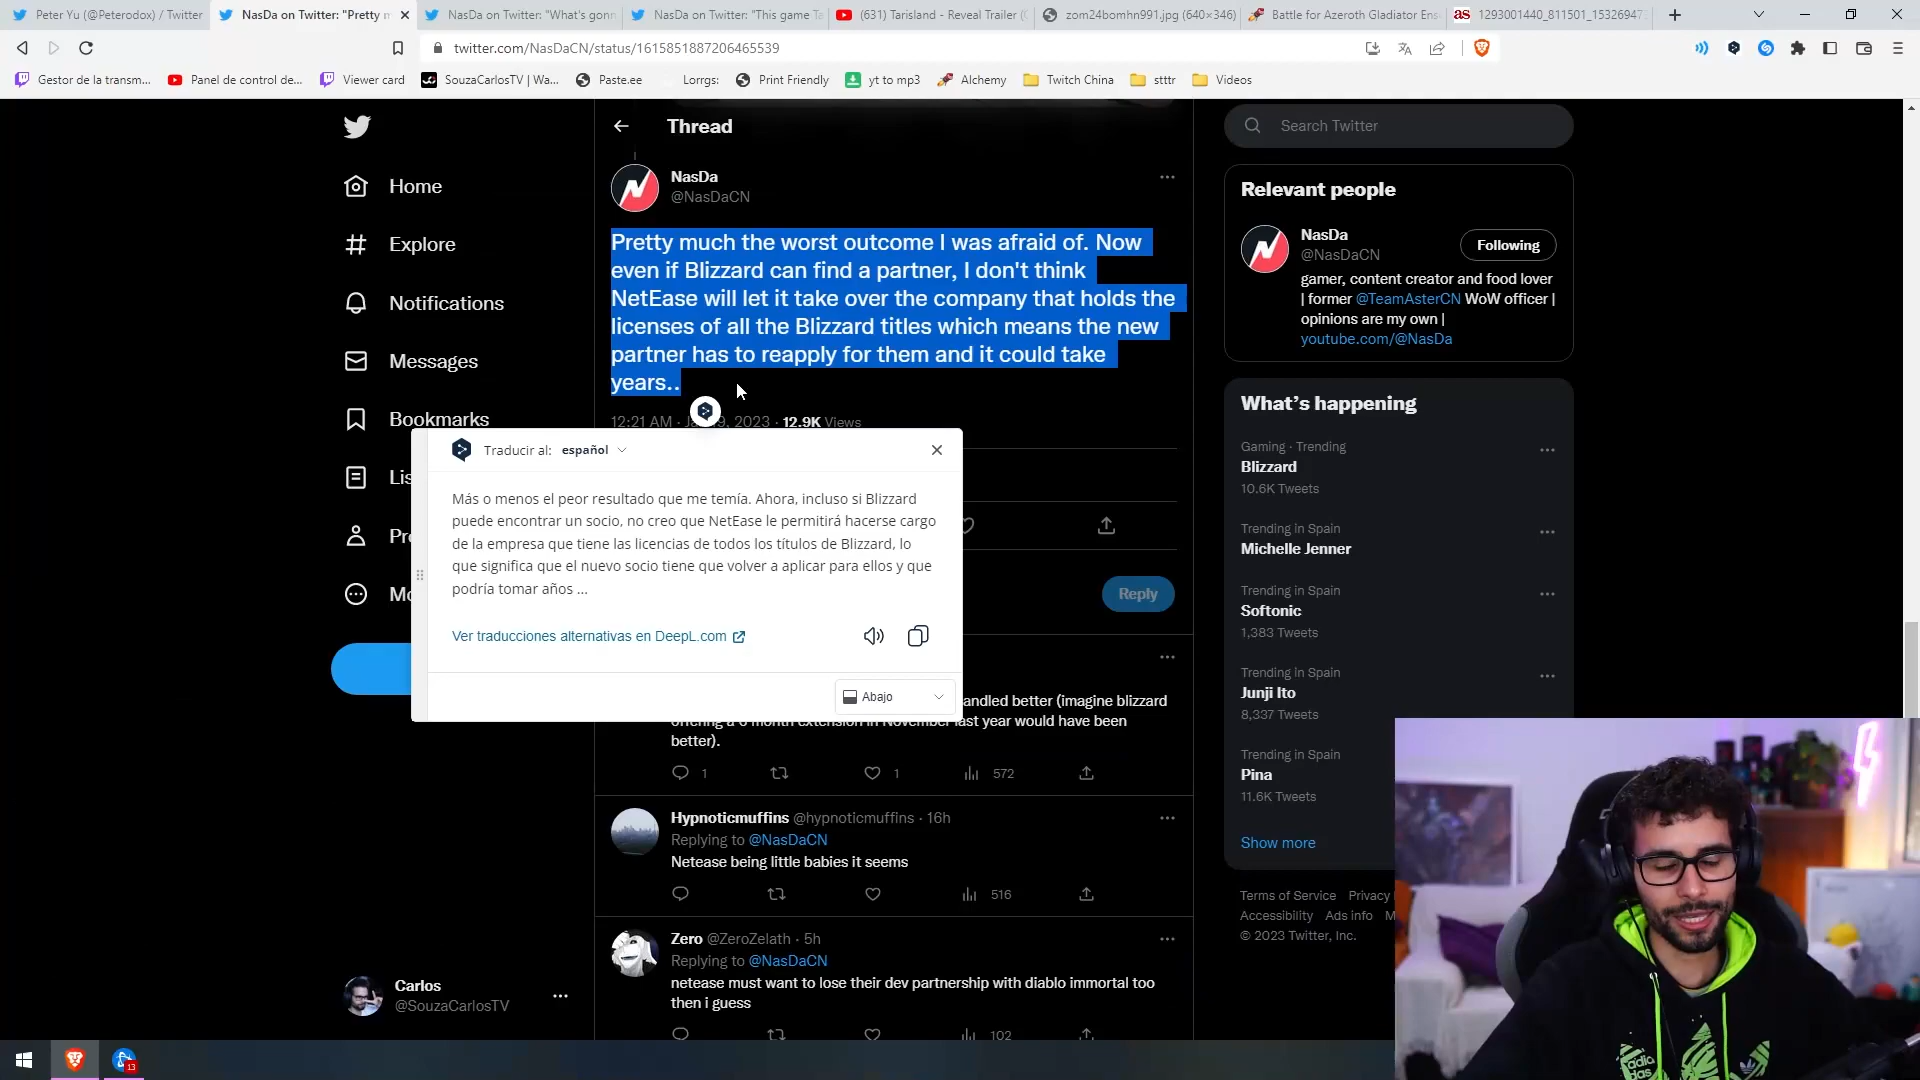 Peter Yu (@Peterodox) / Twitter
NasDa on Twitter: "Pretty m
NasDa on Twitter: "What's gonn
NasDa on Twitter: "This game Ta
(631) Tarisland - Reveal Trailer (
zom24bomhn991.jpg (640×346)
Battle for Azeroth Gladiator Ens
as 1293001440_811501_153269473
twitter.com/NasDaCN/status/1615851887206465539
Gestor de la transm...
Panel de control de...
Viewer card
SouzaCarlosTV | Wa...
Paste.ee
Lorrgs:
Print Friendly
yt to mp3
Alchemy
Twitch China
stttr
Videos
Home
Explore
Notifications
Messages
Bookmarks
Lis
Pr
Mo
Carlos
@SouzaCarlosTV
Thread
NasDa
@NasDaCN
Pretty much the worst outcome I was afraid of. Now
even if Blizzard can find a partner, I don't think
NetEase will let it take over the company that holds the
licenses of all the Blizzard titles which means the new
partner has to reapply for them and it could take
years..
12:21 AM · Ja 9, 2023 · 12.9K Views
Traducir al: español
Más o menos el peor resultado que me temía. Ahora, incluso si Blizzard
puede encontrar un socio, no creo que NetEase le permitirá hacerse cargo
de la empresa que tiene las licencias de todos los títulos de Blizzard, lo
que significa que el nuevo socio tiene que volver a aplicar para ellos y que
podría tomar años ...
Ver traducciones alternativas en DeepL.com
Abajo
Reply
andled better (imagine blizzard
offering a 6 month extension in November last year would have been
better).
1 1 572
Hypnoticmuffins @hypnoticmuffins · 16h
Replying to @NasDaCN
Netease being little babies it seems
516
Zero @ZeroZelath · 5h
Replying to @NasDaCN
netease must want to lose their dev partnership with diablo immortal too
then i guess
102
Search Twitter
Relevant people
NasDa
@NasDaCN
Following
gamer, content creator and food lover
| former @TeamAsterCN WoW officer |
opinions are my own |
youtube.com/@NasDa
What's happening
Gaming · Trending
Blizzard
10.6K Tweets
Trending in Spain
Michelle Jenner
Trending in Spain
Softonic
1,383 Tweets
Trending in Spain
Junji Ito
8,337 Tweets
Trending in Spain
Pina
11.6K Tweets
Show more
Terms of Service Privacy
Accessibility Ads info M
© 2023 Twitter, Inc.
adidas
13